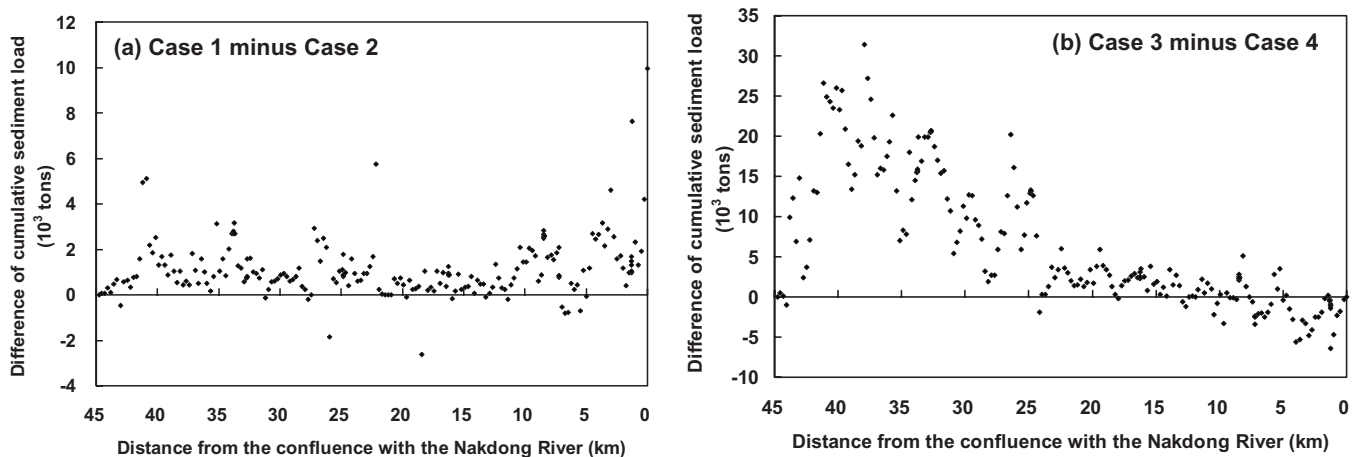 (a) Case 1 minus Case 2
Difference of cumulative sediment load
(10³ tons)
12
10
8
6
4
2
0
-2
-4
45 40 35 30 25 20 15 10 5 0
Distance from the confluence with the Nakdong River (km)
(b) Case 3 minus Case 4
Difference of cumulative sediment load
(10³ tons)
35
30
25
20
15
10
5
0
-5
-10
45 40 35 30 25 20 15 10 5 0
Distance from the confluence with the Nakdong River (km)